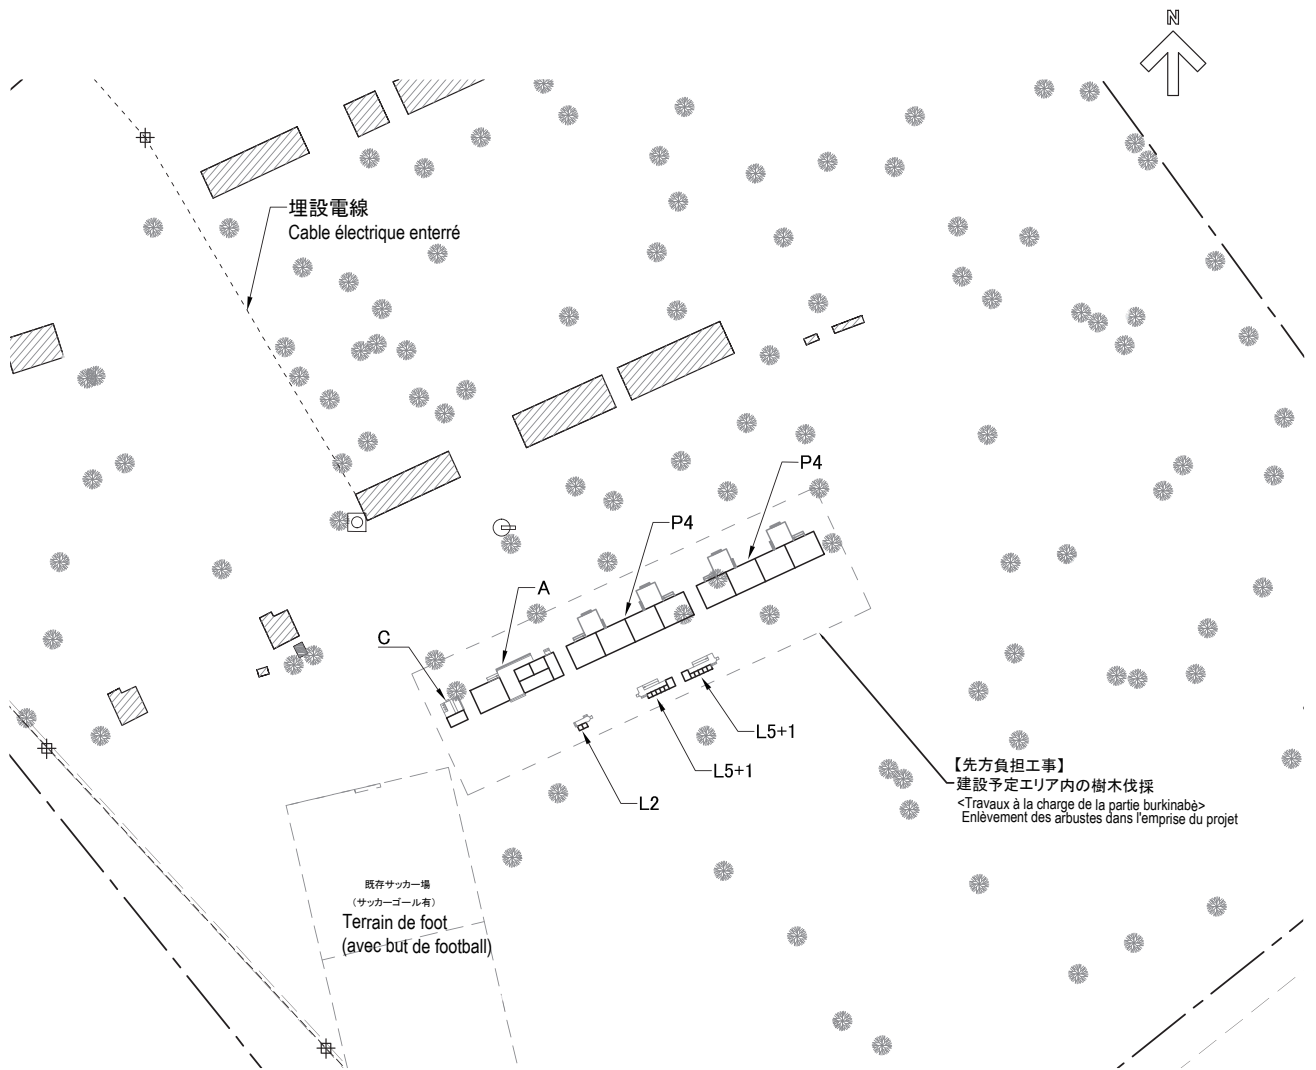 N
埋設電線
Cable électrique enterré
P4
P4
A
C
L5+1
L5+1
L2
【先方負担工事】
建設予定エリア内の樹木伐採
<Travaux à la charge de la partie burkinabè>
Enlèvement des arbustes dans l'emprise du projet
既存サッカー場
(サッカーゴール有)
Terrain de foot
(avec but de football)